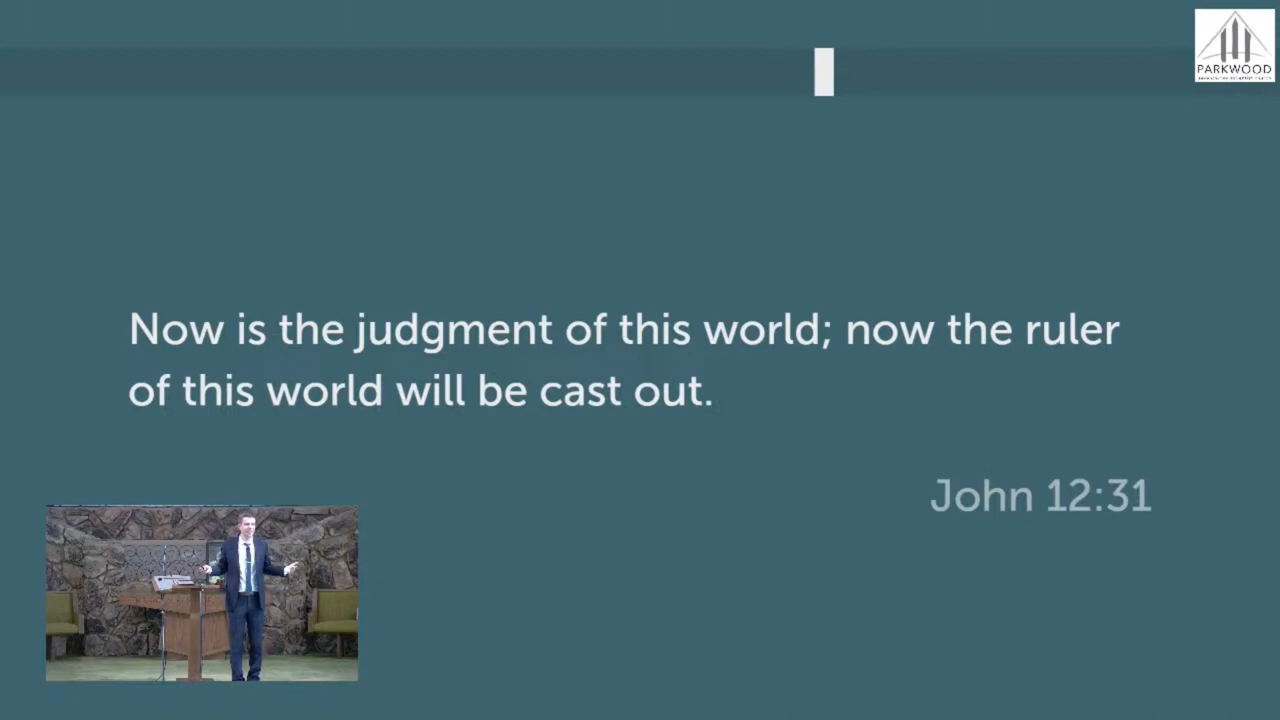 PARKWOOD
Now is the judgment of this world; now the ruler
of this world will be cast out.
John 12:31